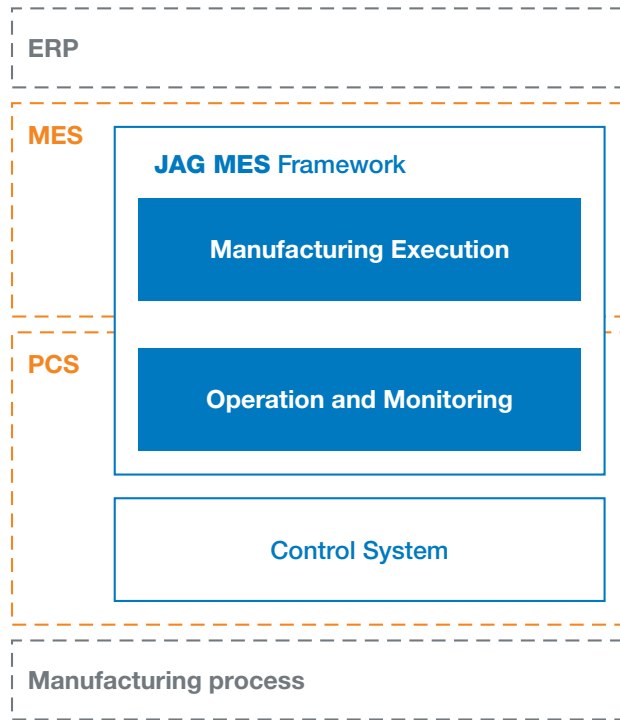 ERP
MES
JAG MES Framework
Manufacturing Execution
PCS
Operation and Monitoring
Control System
Manufacturing process